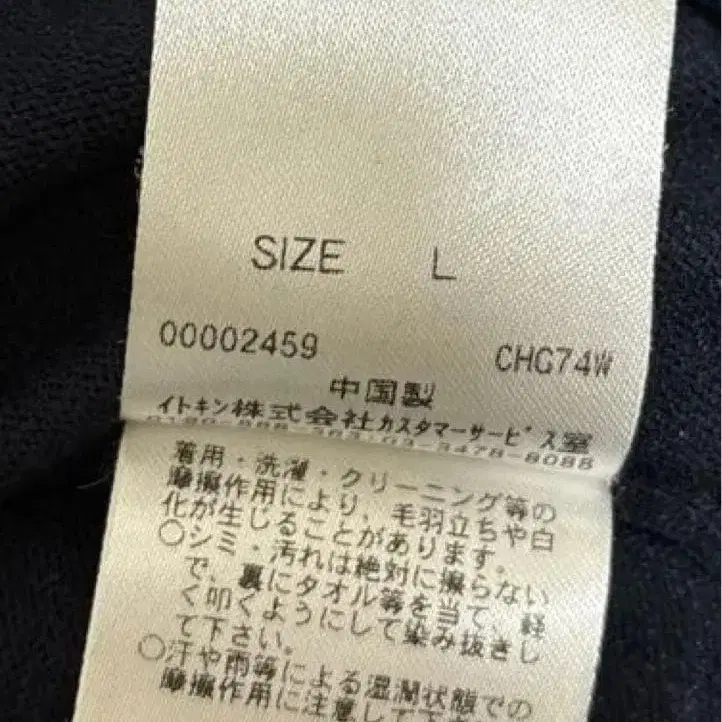 SIZE L
00002459 CHG74W
中国製
イトキン株式会社カスタマーサービス室
03-3478-8088
着用・洗濯・クリーニング等の
摩擦作用により、毛羽立ちや白
化が生じることがあります。
○シミ・汚れは絶対に擦らない
で、裏にタオル等を当て、軽
く叩くようにして染み抜きし
て下さい。
○汗や雨等による湿潤状態での
摩擦作用に注意して下